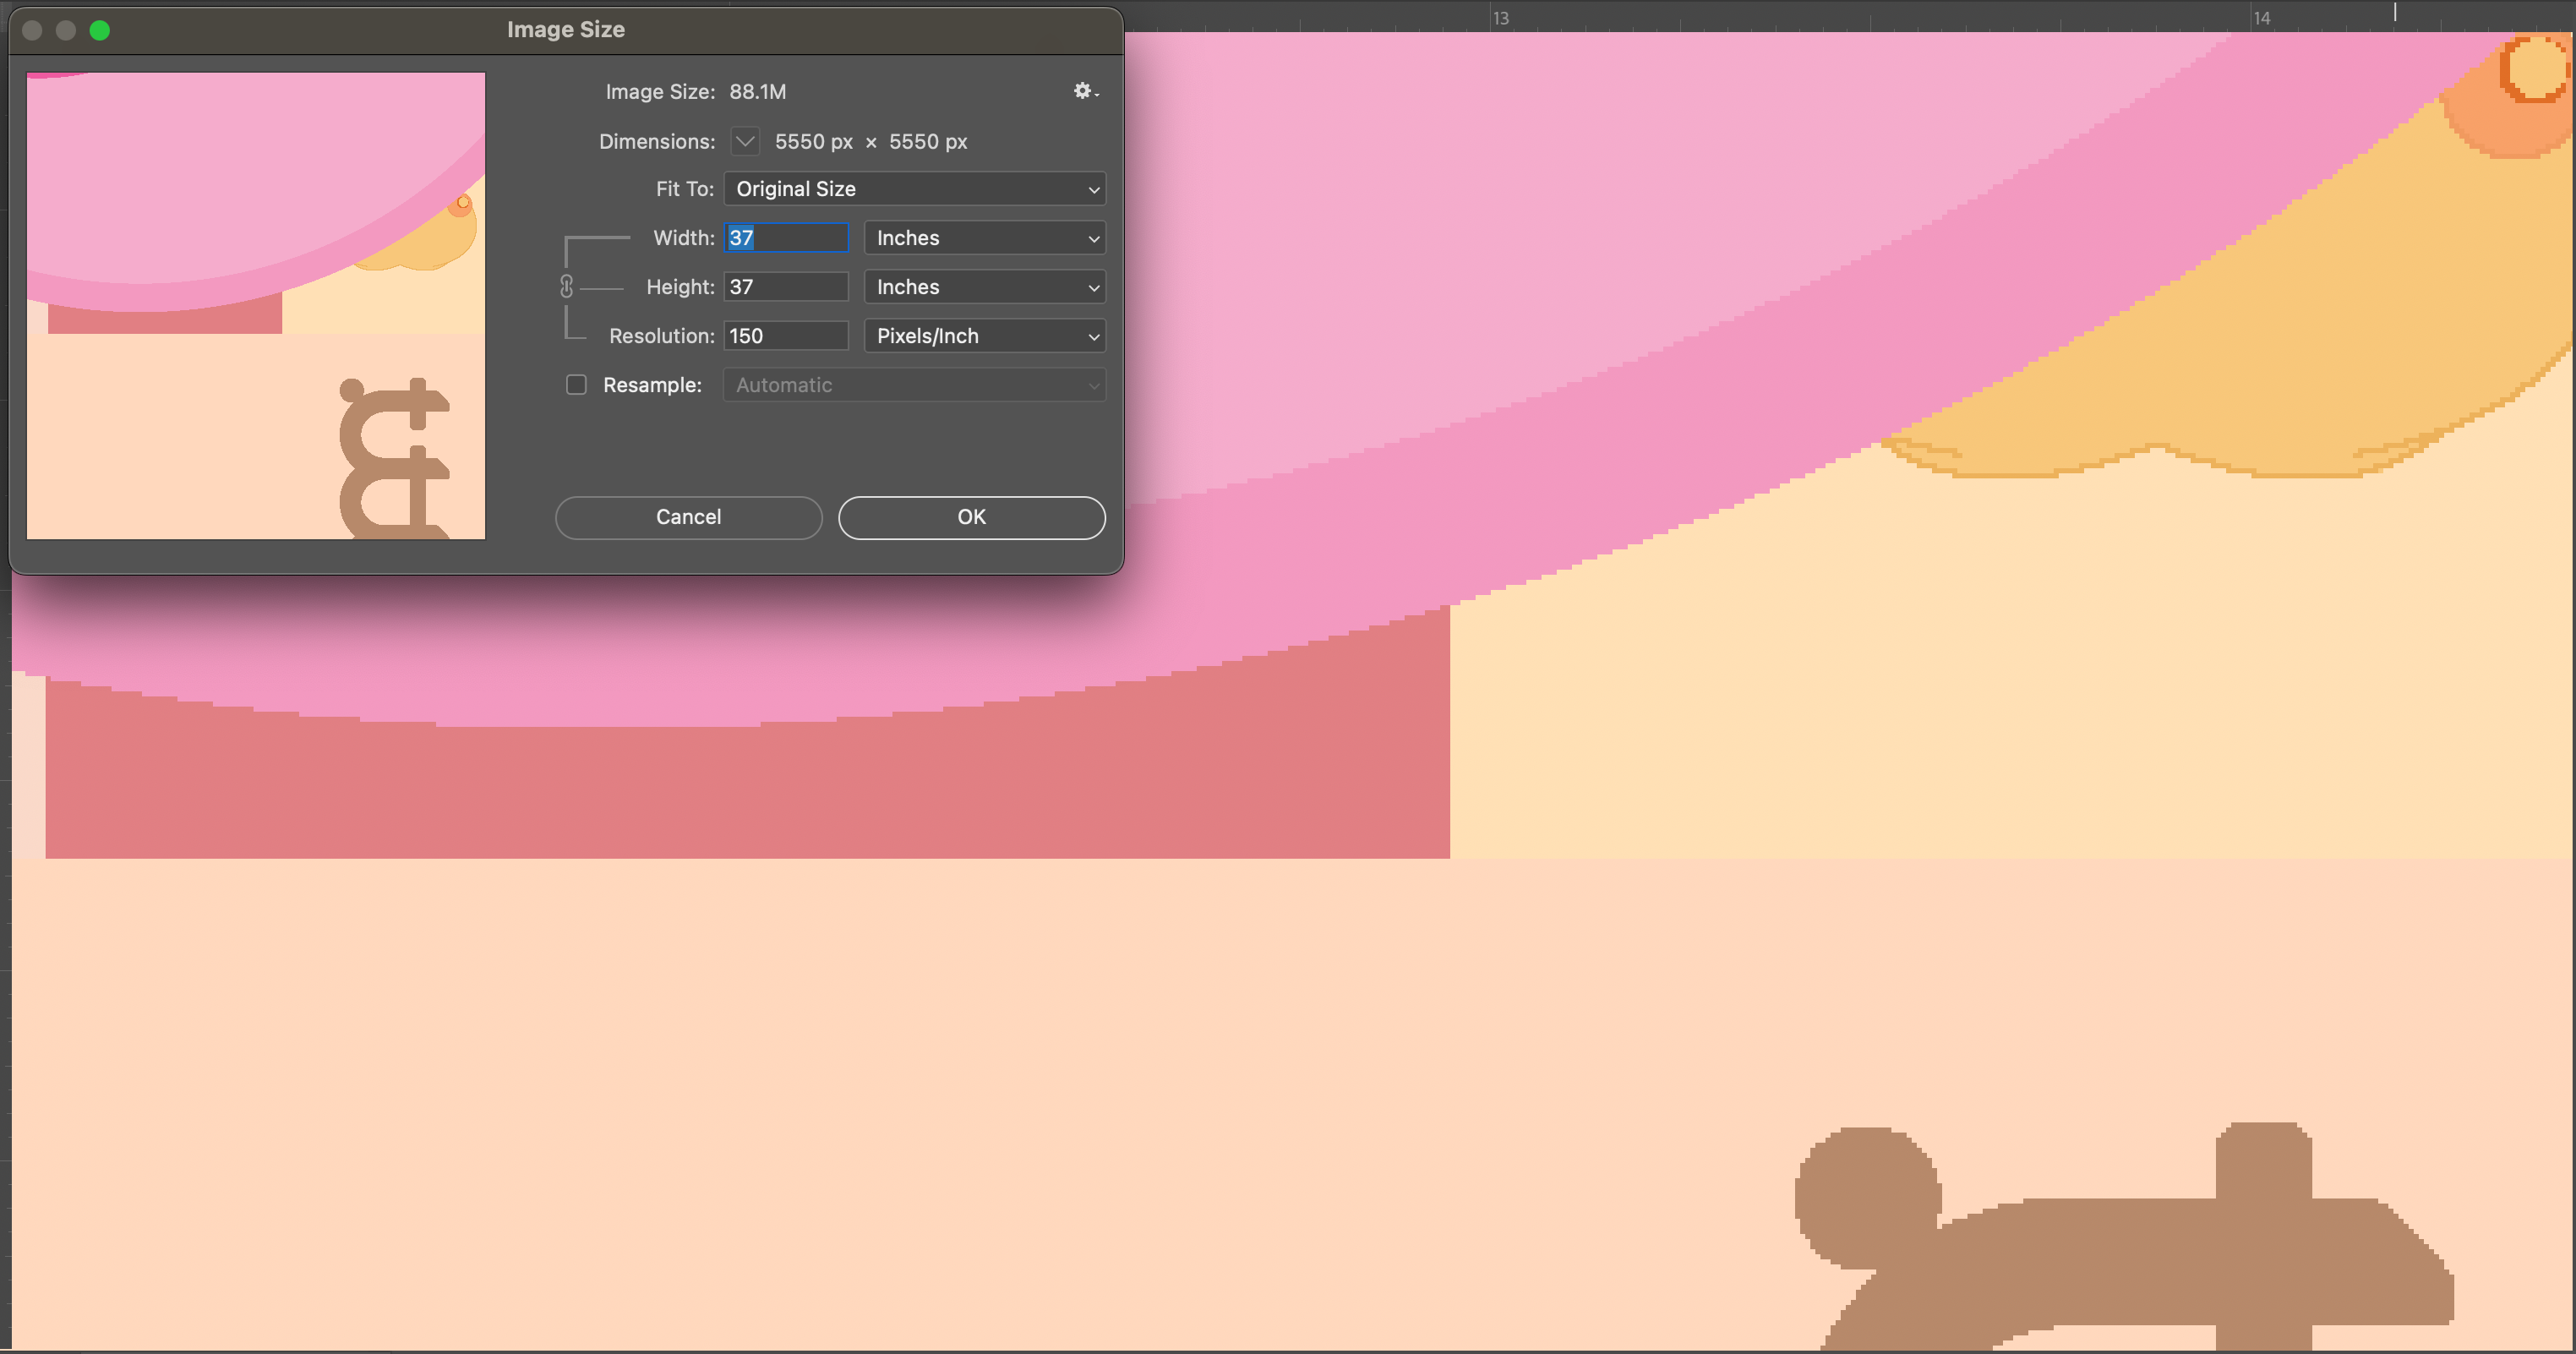 13
14
Image Size
Image Size: 88.1M
Dimensions: 5550 px × 5550 px
Fit To: Original Size
Width: 37 Inches
Height: 37 Inches
Resolution: 150 Pixels/Inch
Resample: Automatic
Cancel OK